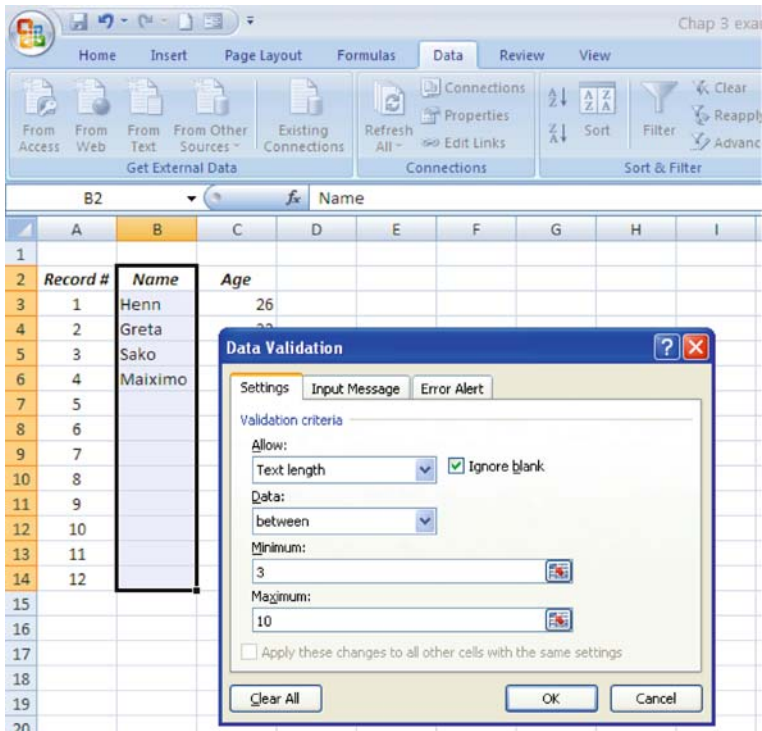 Chap 3 exa
Home Insert Page Layout Formulas Data Review View
From Access From Web From Text From Other Sources Existing Connections Refresh All Connections Properties Edit Links Sort Filter Clear Reapply Advanc
Get External Data Connections Sort & Filter
B2 fx Name
A B C D E F G H I
1
2 Record # Name Age
3 1 Henn 26
4 2 Greta
5 3 Sako
6 4 Maiximo
7 5
8 6
9 7
10 8
11 9
12 10
13 11
14 12
15
16
17
18
19
20
Data Validation
Settings Input Message Error Alert
Validation criteria
Allow:
Text length Ignore blank
Data:
between
Minimum:
3
Maximum:
10
Apply these changes to all other cells with the same settings
Clear All OK Cancel